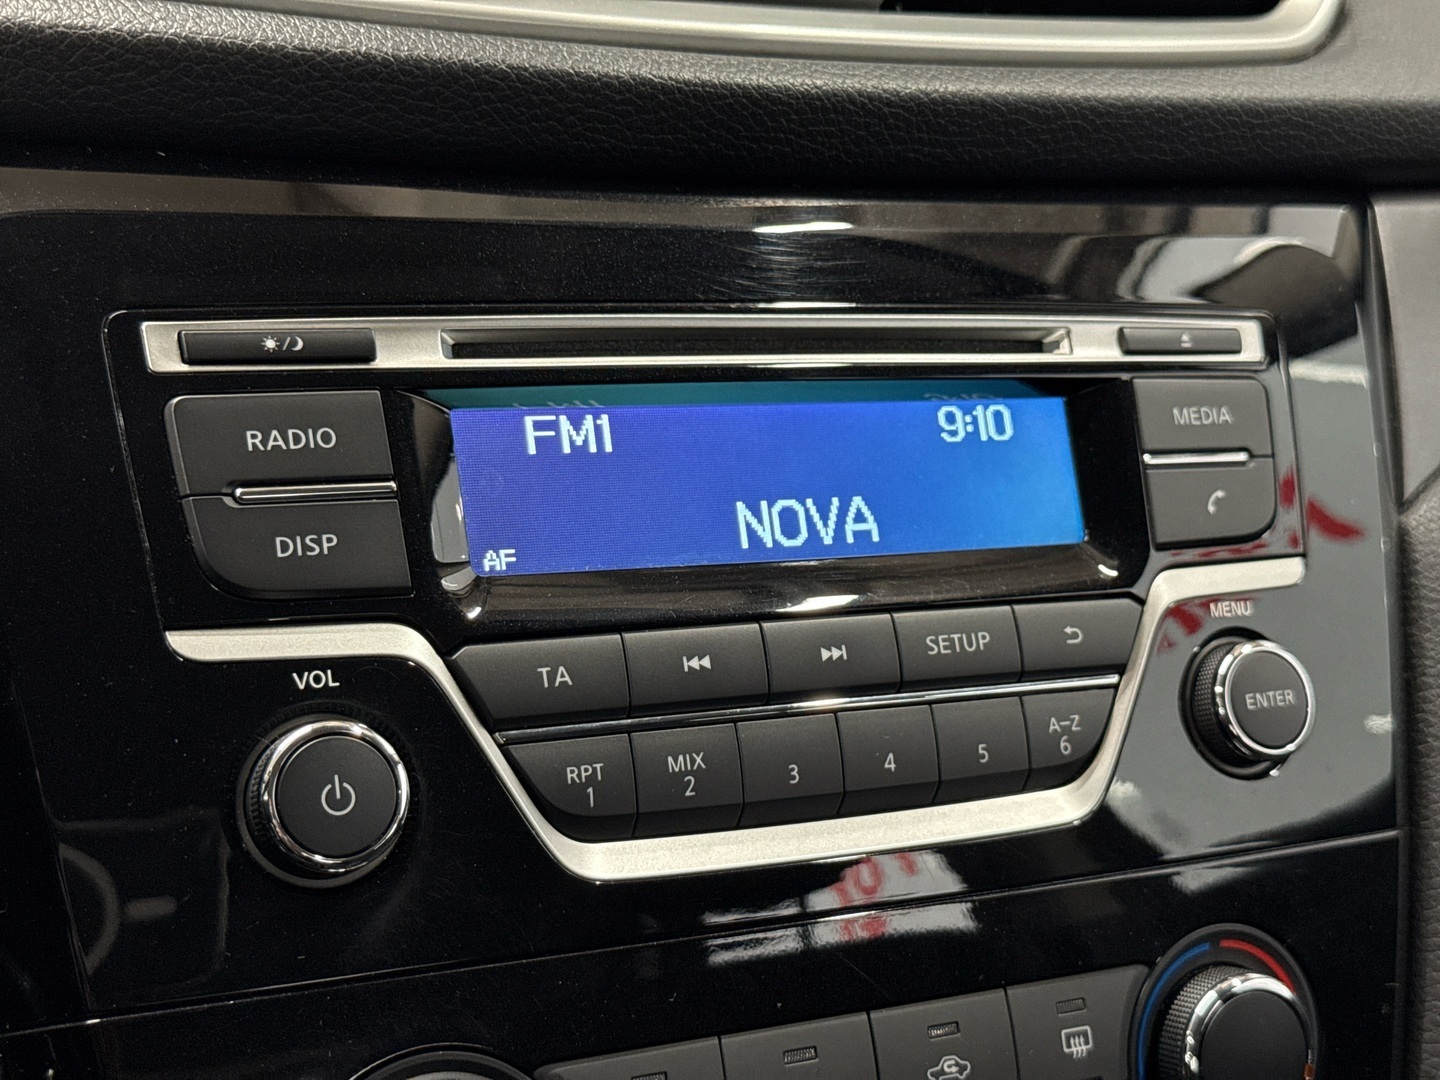 RADIO
DISP
FM1
9:10
NOVA
AF
MEDIA
VOL
TA
SETUP
MENU
ENTER
RPT
1
MIX
2
3
4
5
A-Z
6